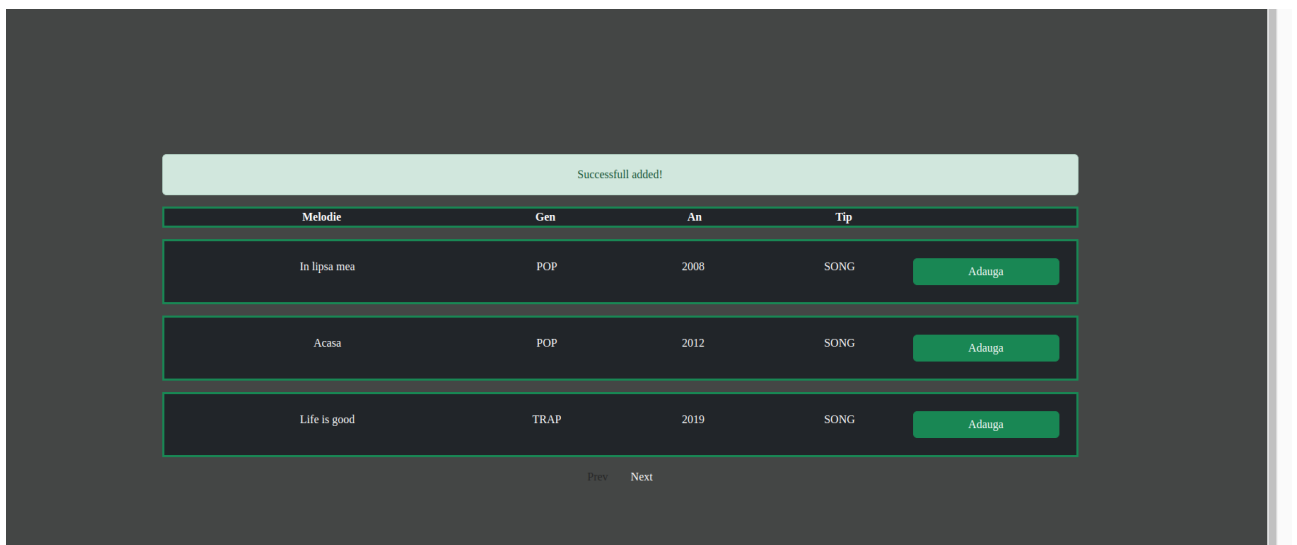 Successfull added!
Melodie Gen An Tip
In lipsa mea POP 2008 SONG Adauga
Acasa POP 2012 SONG Adauga
Life is good TRAP 2019 SONG Adauga
Prev Next